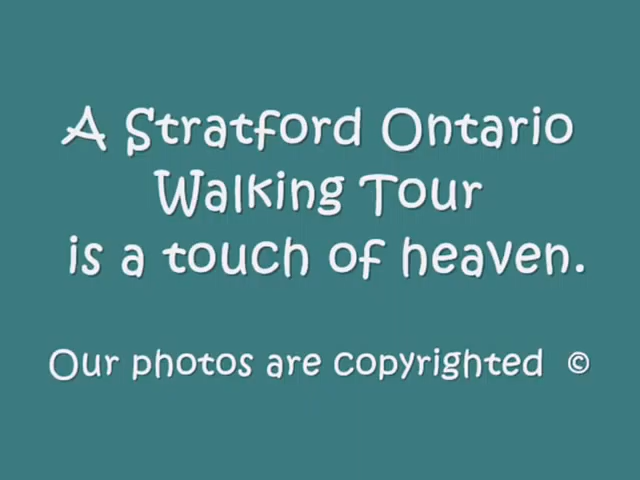 A Stratford Ontario
Walking Tour
is a touch of heaven.
Our photos are copyrighted ©